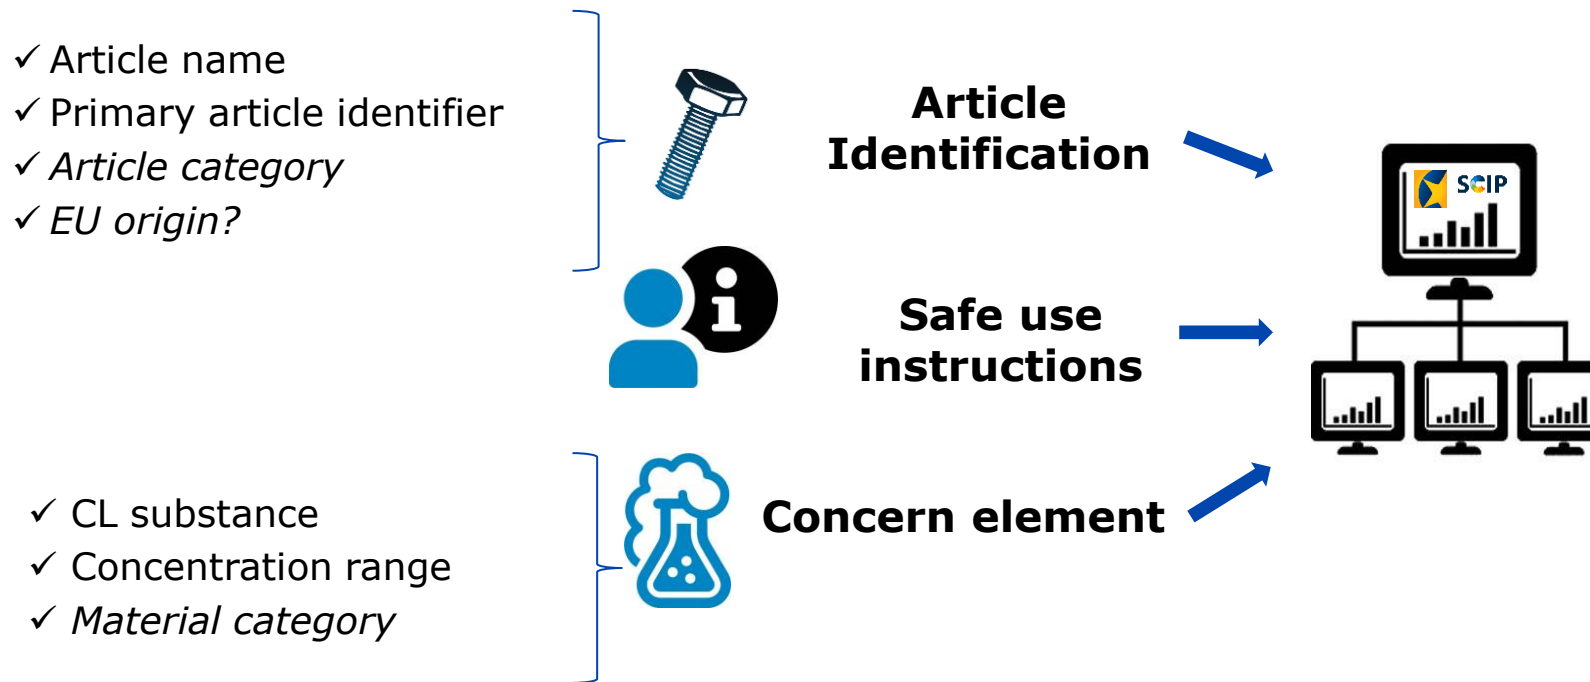 ✓ Article name
✓ Primary article identifier
✓ Article category
✓ EU origin?
Article
Identification
SCIP
i
Safe use
instructions
✓ CL substance
✓ Concentration range
✓ Material category
Concern element